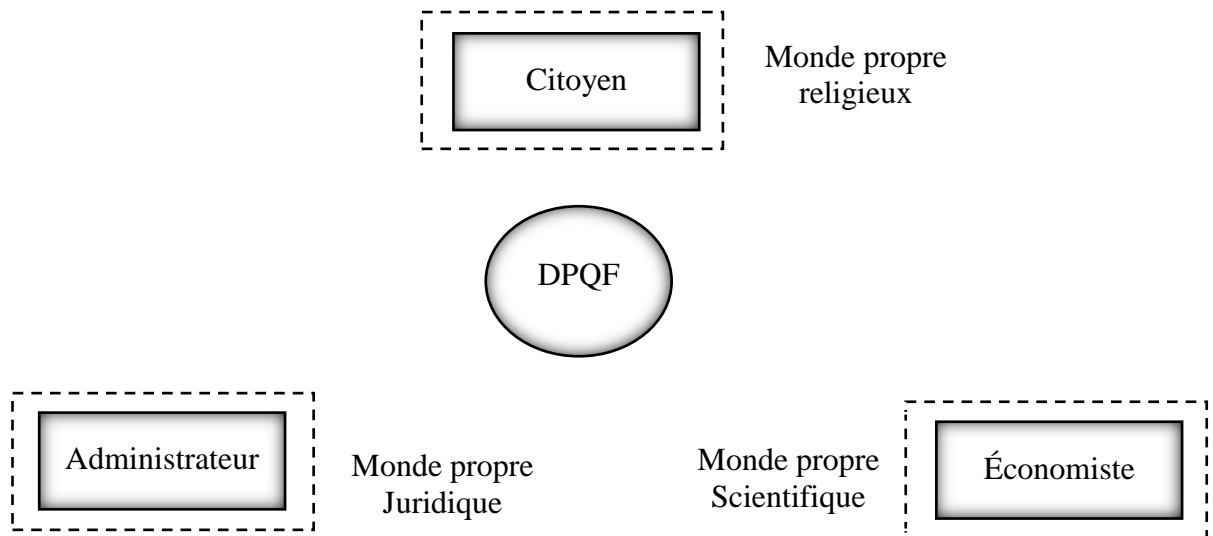 Citoyen
Monde propre
religieux
DPQF
Administrateur
Monde propre
Juridique
Monde propre
Scientifique
Économiste